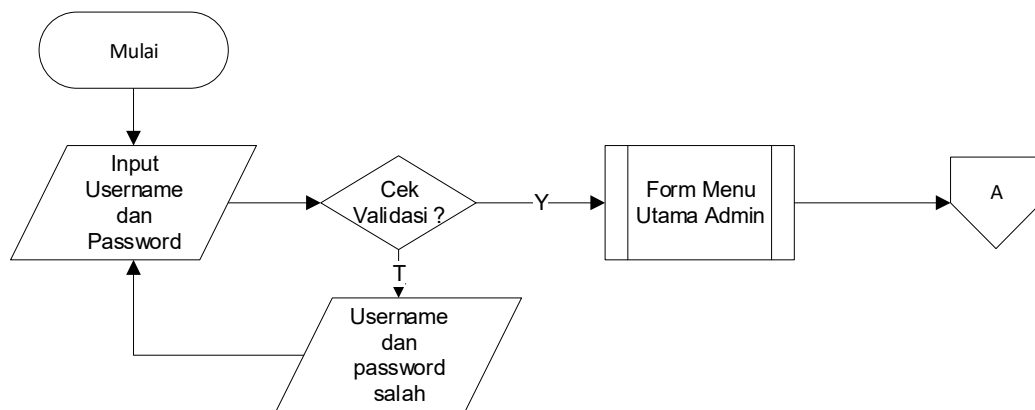 Mulai
Input
Username
dan
Password
Cek
Validasi ?
Y
Form Menu
Utama Admin
A
T
Username
dan
password
salah